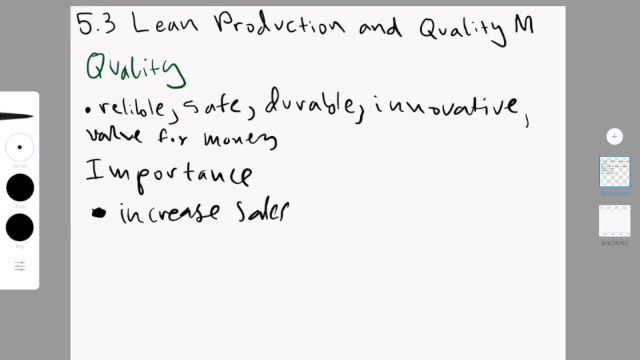 5.3 Lean Production and Quality M
Quality
• relible, safe, durable, innovative,
value for money
Importance
• increase sales